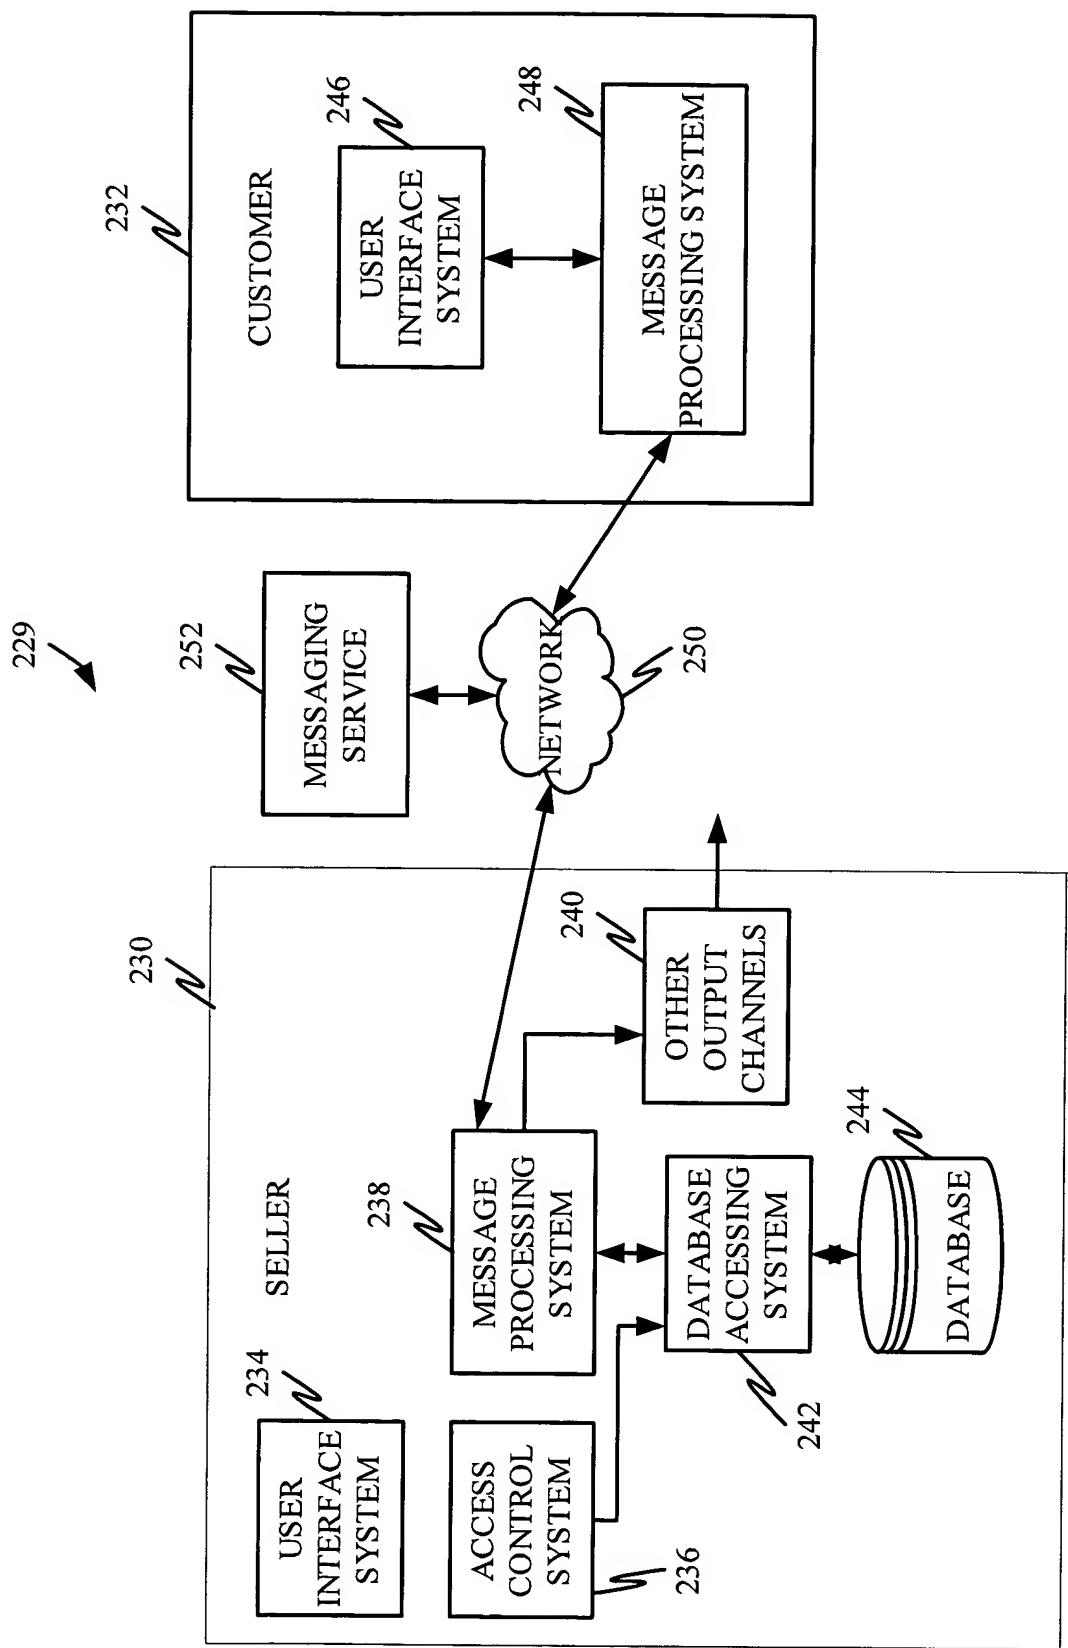 229
230
SELLER
234
USER
INTERFACE
SYSTEM
ACCESS
CONTROL
SYSTEM
236
238
MESSAGE
PROCESSING
SYSTEM
DATABASE
ACCESSING
SYSTEM
242
244
DATABASE
240
OTHER
OUTPUT
CHANNELS
252
MESSAGING
SERVICE
NETWORK
250
232
CUSTOMER
246
USER
INTERFACE
SYSTEM
248
MESSAGE
PROCESSING SYSTEM